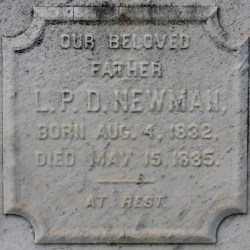 OUR BELOVED
FATHER
L. P. D. NEWMAN,
BORN AUG. 4, 1832,
DIED MAY 15, 1885.
AT REST.